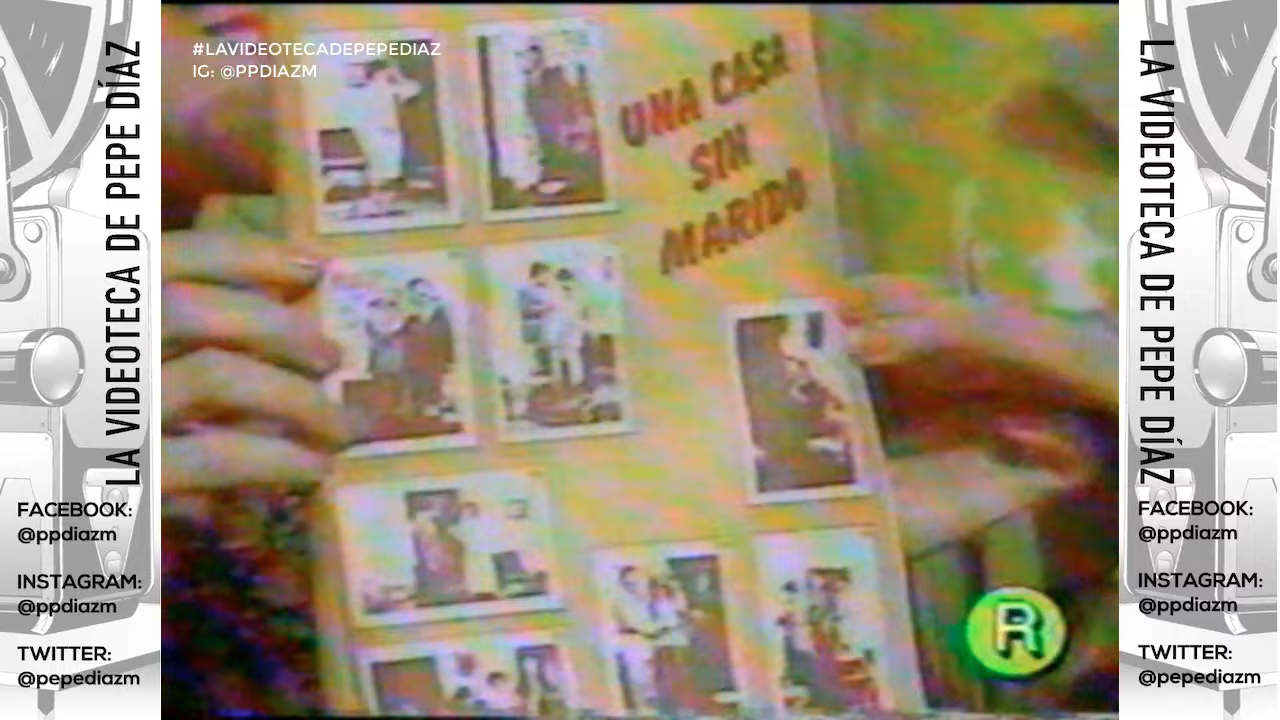 LA VIDEOTECA DE PEPE DÍAZ
FACEBOOK:
@ppdiazm
INSTAGRAM:
@ppdiazm
TWITTER:
@pepediazm
#LAVIDEOTECADEPEPEDIAZ
IG: @PPDIAZM
UNA CASA
SIN
MARIDO
R
LA VIDEOTECA DE PEPE DÍAZ
FACEBOOK:
@ppdiazm
INSTAGRAM:
@ppdiazm
TWITTER:
@pepediazm